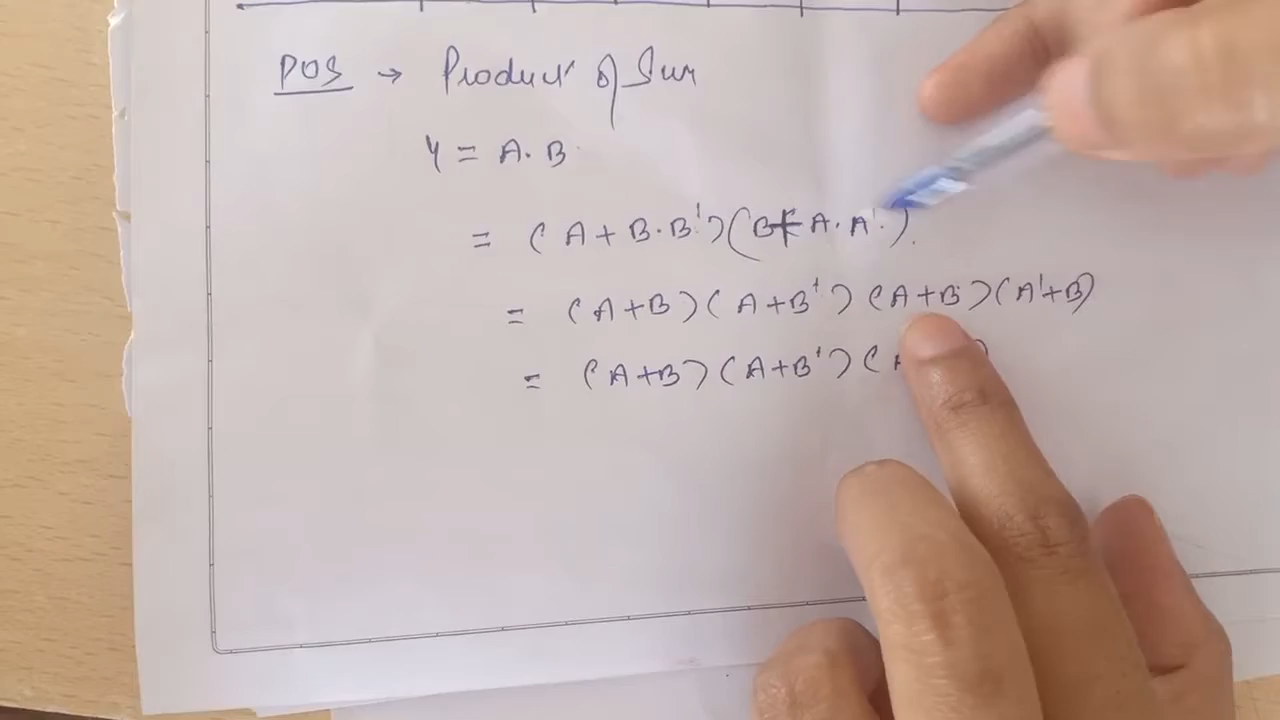 POS → Product of Sum
Y = A. B
= (A + B.B') (B + A. A')
= (A+B) (A+B') (A+B) (A'+B)
= (A+B) (A+B') (A